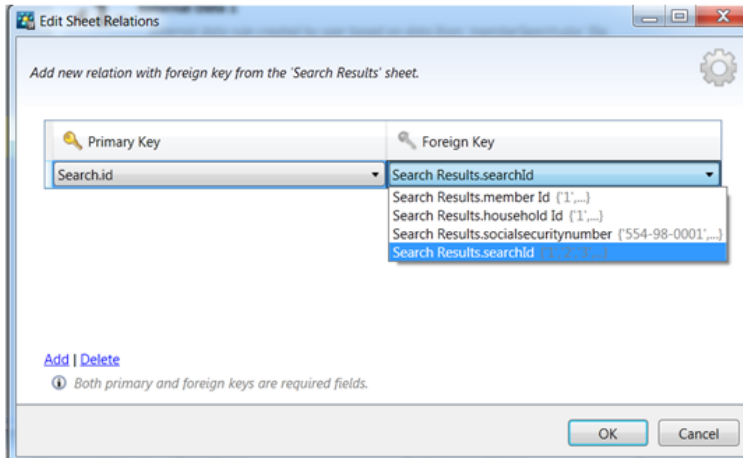 Edit Sheet Relations
Add new relation with foreign key from the 'Search Results' sheet.
Primary Key
Foreign Key
Search.id
Search Results.searchId
Search Results.member Id {'1',...}
Search Results.household Id {'1',...}
Search Results.socialsecuritynumber {'554-98-0001',...}
Search Results.searchId
Add | Delete
Both primary and foreign keys are required fields.
OK
Cancel